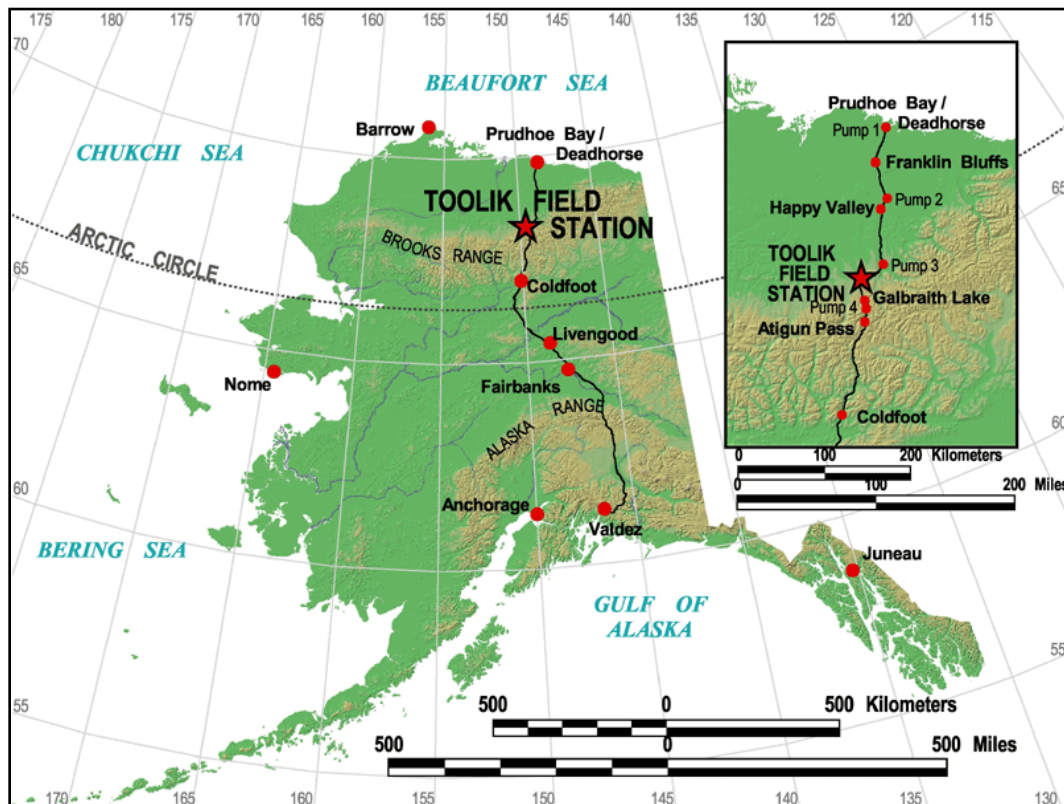 175 170 165 160 155 150 145 140 135 130 125 120 115
70
BEAUFORT SEA
Barrow
CHUKCHI SEA
Prudhoe Bay /
Deadhorse
TOOLIK FIELD
STATION
ARCTIC CIRCLE
BROOKS RANGE
65
Coldfoot
Livengood
Nome
Fairbanks
ALASKA RANGE
60
Anchorage
Valdez
BERING SEA
Juneau
GULF OF
ALASKA
55
500 0 500 Kilometers
500 0 500 Miles
170 165 160 155 150 145 140 135 130
Prudhoe Bay /
Pump 1
Deadhorse
Franklin Bluffs
Pump 2
Happy Valley
TOOLIK
FIELD
STATION
Pump 3
Galbraith Lake
Pump 4
Atigun Pass
Coldfoot
0 100 200 Kilometers
0 100 200 Miles
65
60
55